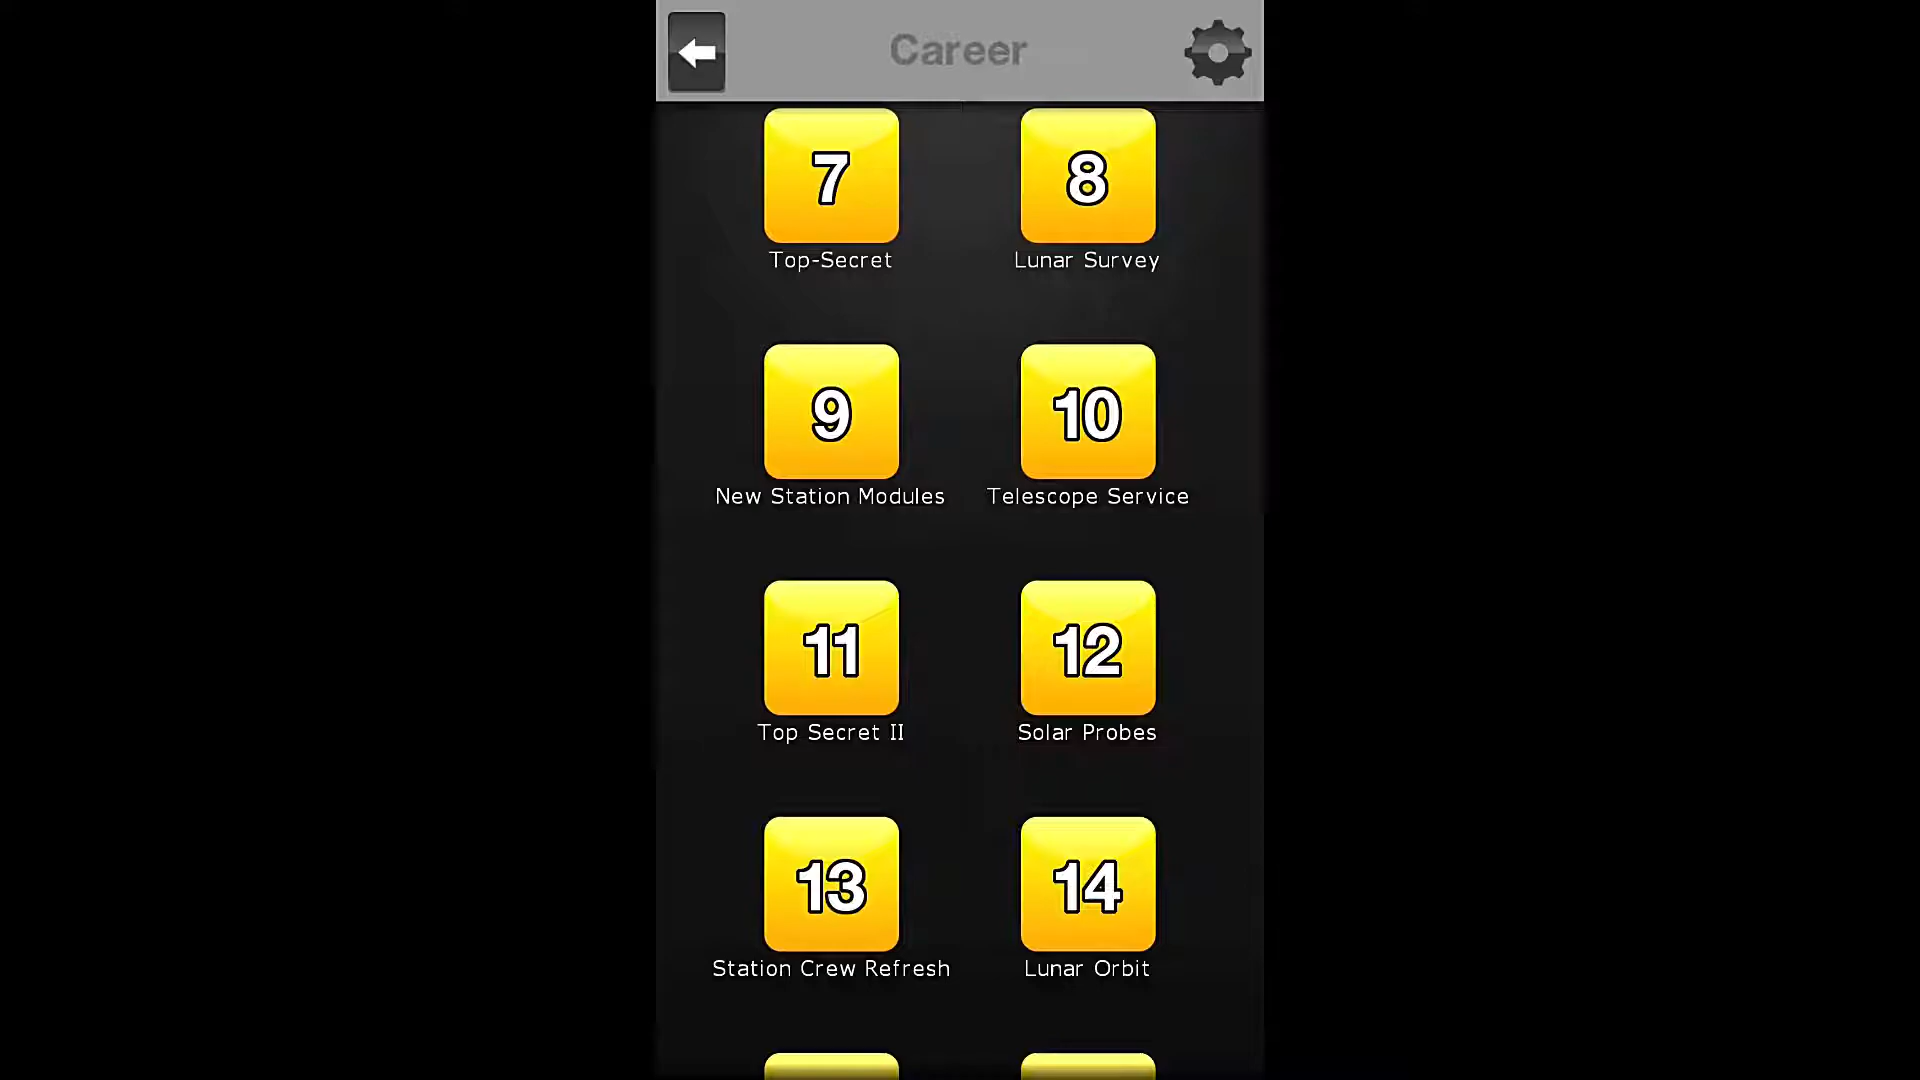 Career
7
8
Top-Secret
Lunar Survey
9
10
New Station Modules
Telescope Service
11
12
Top Secret II
Solar Probes
13
14
Station Crew Refresh
Lunar Orbit